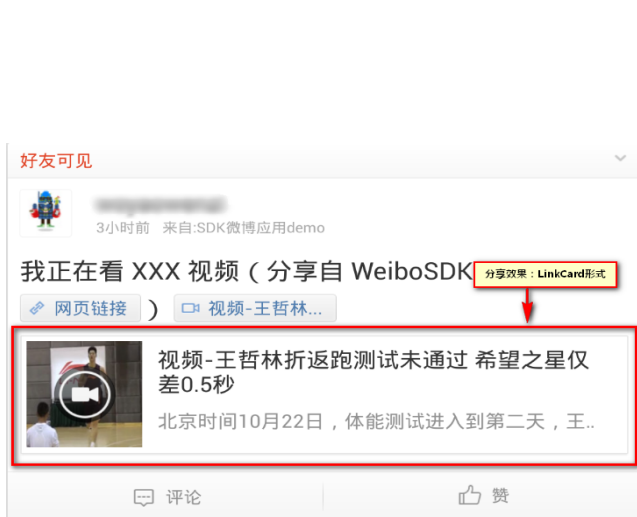 好友可见
3小时前 来自:SDK微博应用demo
我正在看 XXX 视频（分享自 WeiboSDK
分享效果：LinkCard形式
网页链接 ） 视频-王哲林...
视频-王哲林折返跑测试未通过 希望之星仅
差0.5秒
北京时间10月22日，体能测试进入到第二天，王..
评论 赞